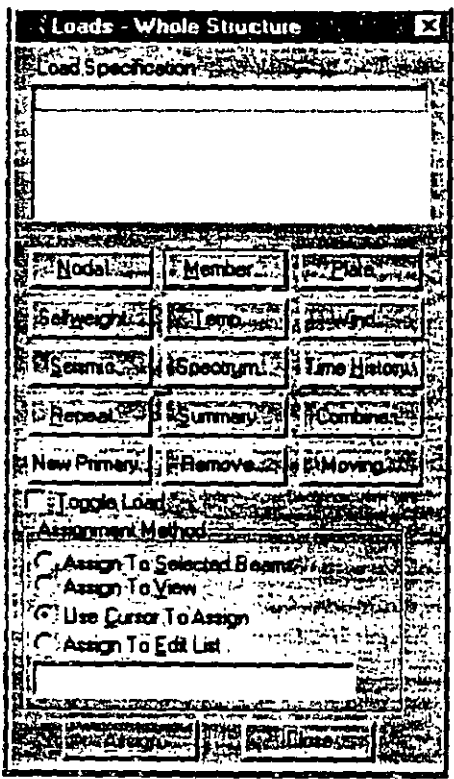 Loads - Whole Structure
Load Specification
Nodal... Member... Plate...
Selfweight... Temp... Wind...
Seismic... Spectrum... Time History...
Repeat... Summary... Combine...
New Primary... Remove... Moving...
Toggle Load
Assignment Method
Assign To Selected Beams
Assign To View
Use Cursor To Assign
Assign To Edit List
Assign Close